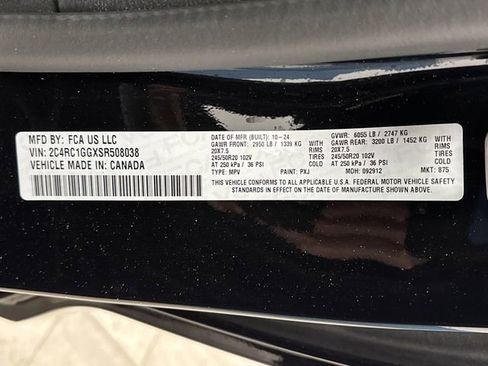 MFD BY: FCA US LLC
VIN: 2C4RC1GGXSR508038
VEHICLE MADE IN: CANADA
DATE OF MFR (BUILT): 10-24 GVWR: 6055 LB / 2747 KG
GAWR FRONT: 2950 LB / 1339 KG WITH GAWR REAR: 3200 LB / 1452 KG WITH
20X7.5 RIMS 20X7.5 RIMS
245/50R20 102V 245/50R20 102V
AT 250 kPa / 36 PSI COLD AT 250 kPa / 36 PSI COLD
TYPE: MPV PAINT: PXJ MDH: 092912 MKT: 875
THIS VEHICLE CONFORMS TO ALL APPLICABLE U.S.A. FEDERAL MOTOR VEHICLE SAFETY
STANDARDS IN EFFECT ON THE DATE OF MANUFACTURE SHOWN ABOVE.